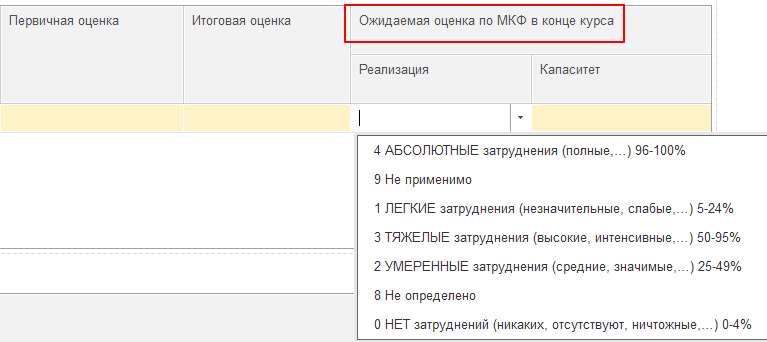 Первичная оценка
Итоговая оценка
Ожидаемая оценка по МКФ в конце курса
Реализация
Капаситет
4 АБСОЛЮТНЫЕ затруднения (полные,...) 96-100%
9 Не применимо
1 ЛЕГКИЕ затруднения (незначительные, слабые,...) 5-24%
3 ТЯЖЕЛЫЕ затруднения (высокие, интенсивные,...) 50-95%
2 УМЕРЕННЫЕ затруднения (средние, значимые,...) 25-49%
8 Не определено
0 НЕТ затруднений (никаких, отсутствуют, ничтожные,...) 0-4%